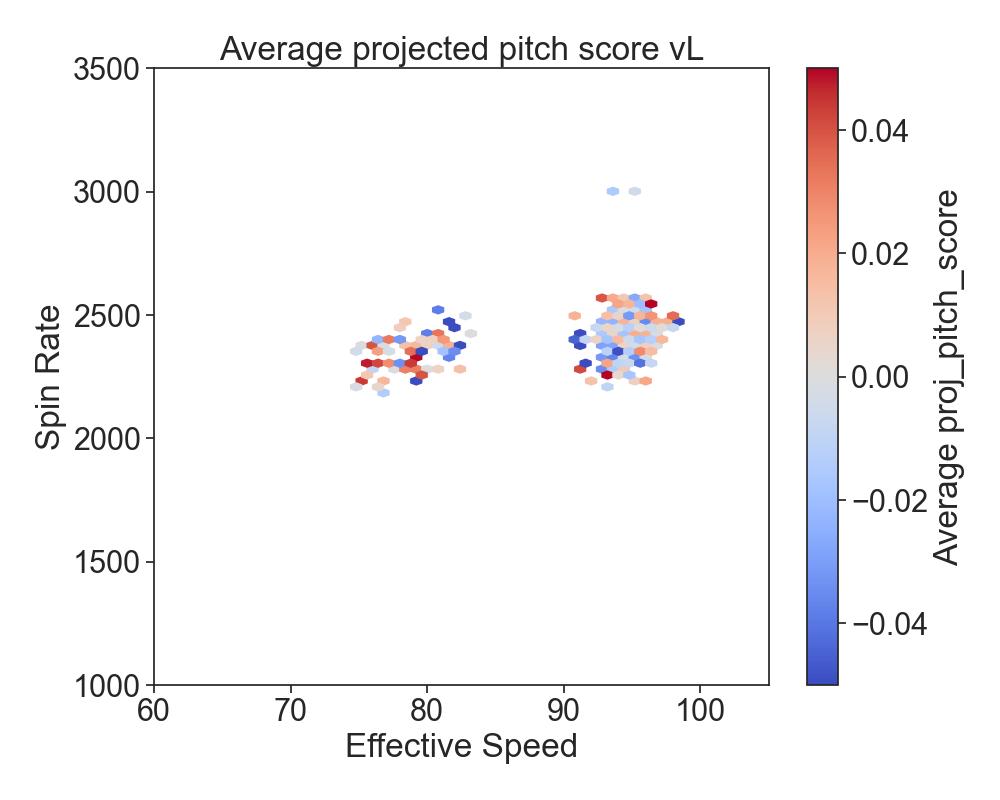 Average projected pitch score vL
3500
3000
2500
2000
1500
1000
Spin Rate
60 70 80 90 100
Effective Speed
0.04
0.02
0.00
−0.02
−0.04
Average proj_pitch_score